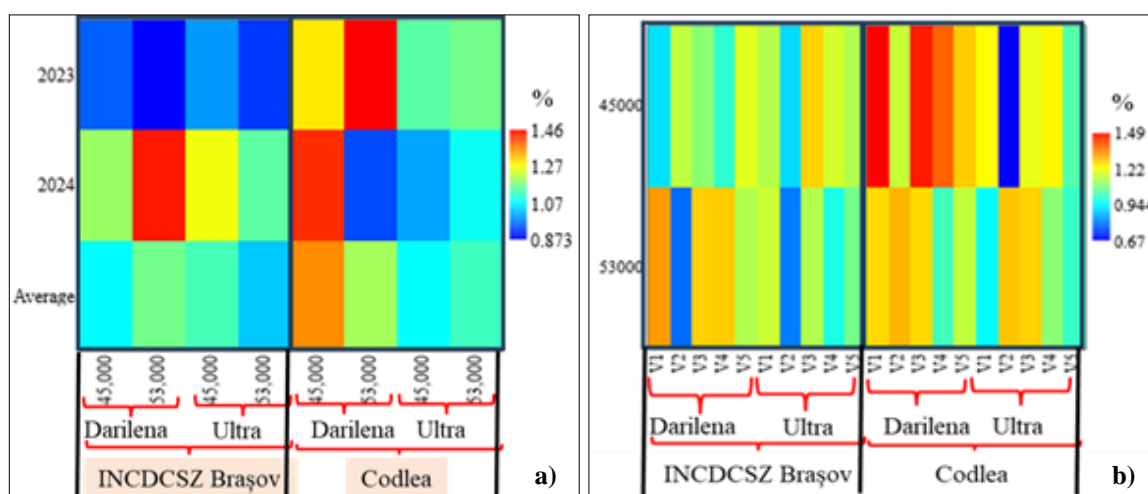 2023
2024
Average
%
1.46
1.27
1.07
0.873
45,000
53,000
45,000
53,000
45,000
53,000
45,000
53,000
Darilena
Ultra
Darilena
Ultra
INCDCSZ Brașov
Codlea
a)
45000
53000
%
1.49
1.22
0.944
0.67
V1
V2
V3
V4
V5
V1
V2
V3
V4
V5
V1
V2
V3
V4
V5
V1
V2
V3
V4
V5
Darilena
Ultra
Darilena
Ultra
INCDCSZ Brașov
Codlea
b)